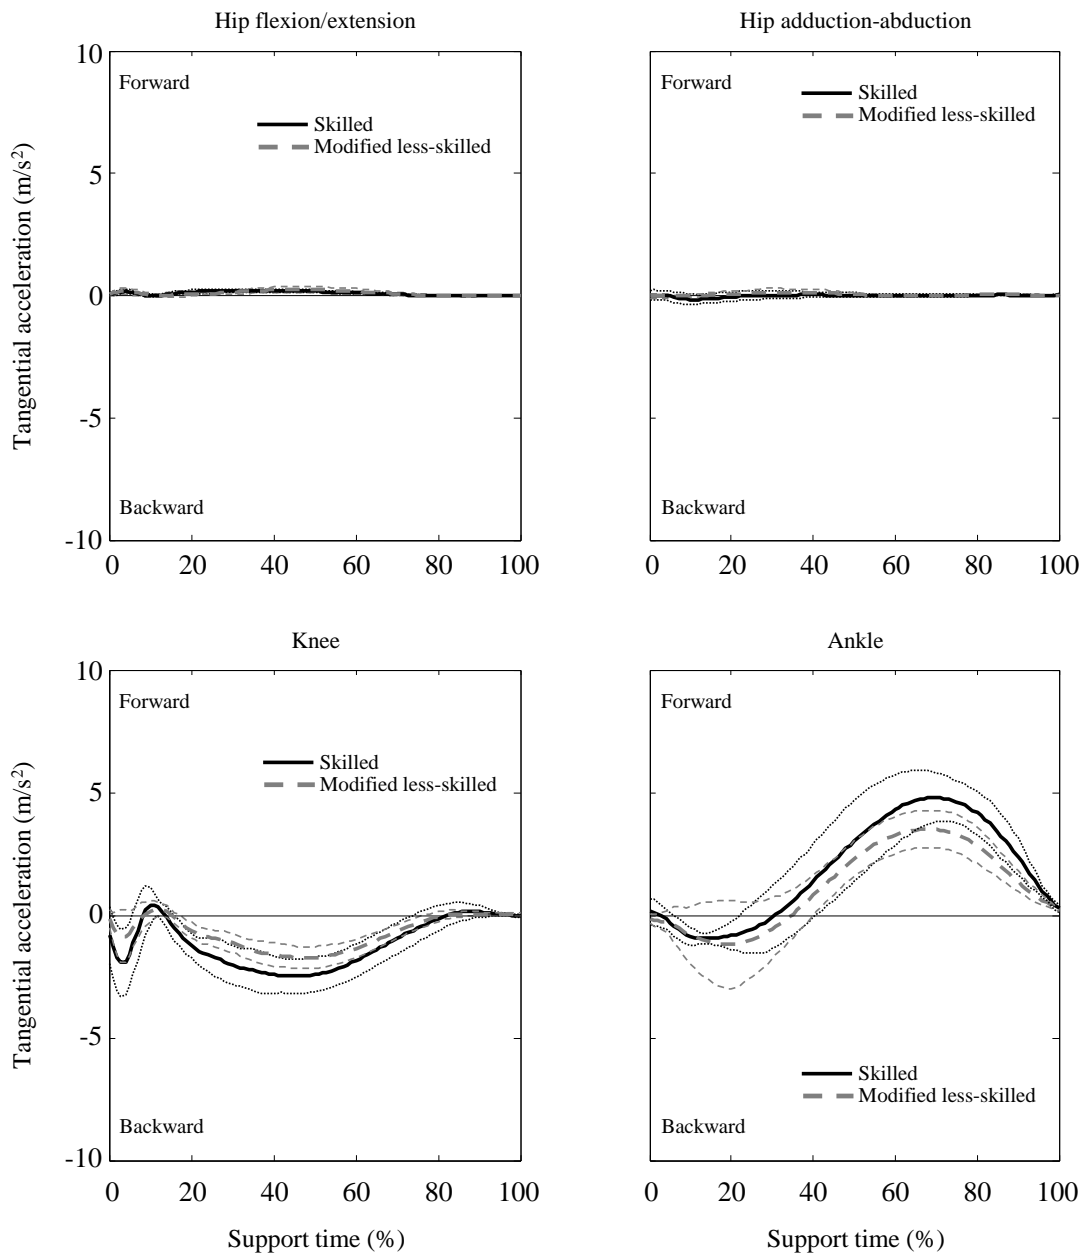 Hip flexion/extension
10
Forward
Skilled
Modified less-skilled
5
0
-5
Backward
-10
0 20 40 60 80 100
Tangential acceleration (m/s²)
Hip adduction-abduction
Forward
Skilled
Modified less-skilled
Backward
0 20 40 60 80 100
Knee
10
Forward
Skilled
Modified less-skilled
5
0
-5
Backward
-10
0 20 40 60 80 100
Tangential acceleration (m/s²)
Support time (%)
Ankle
Forward
Skilled
Modified less-skilled
Backward
0 20 40 60 80 100
Support time (%)